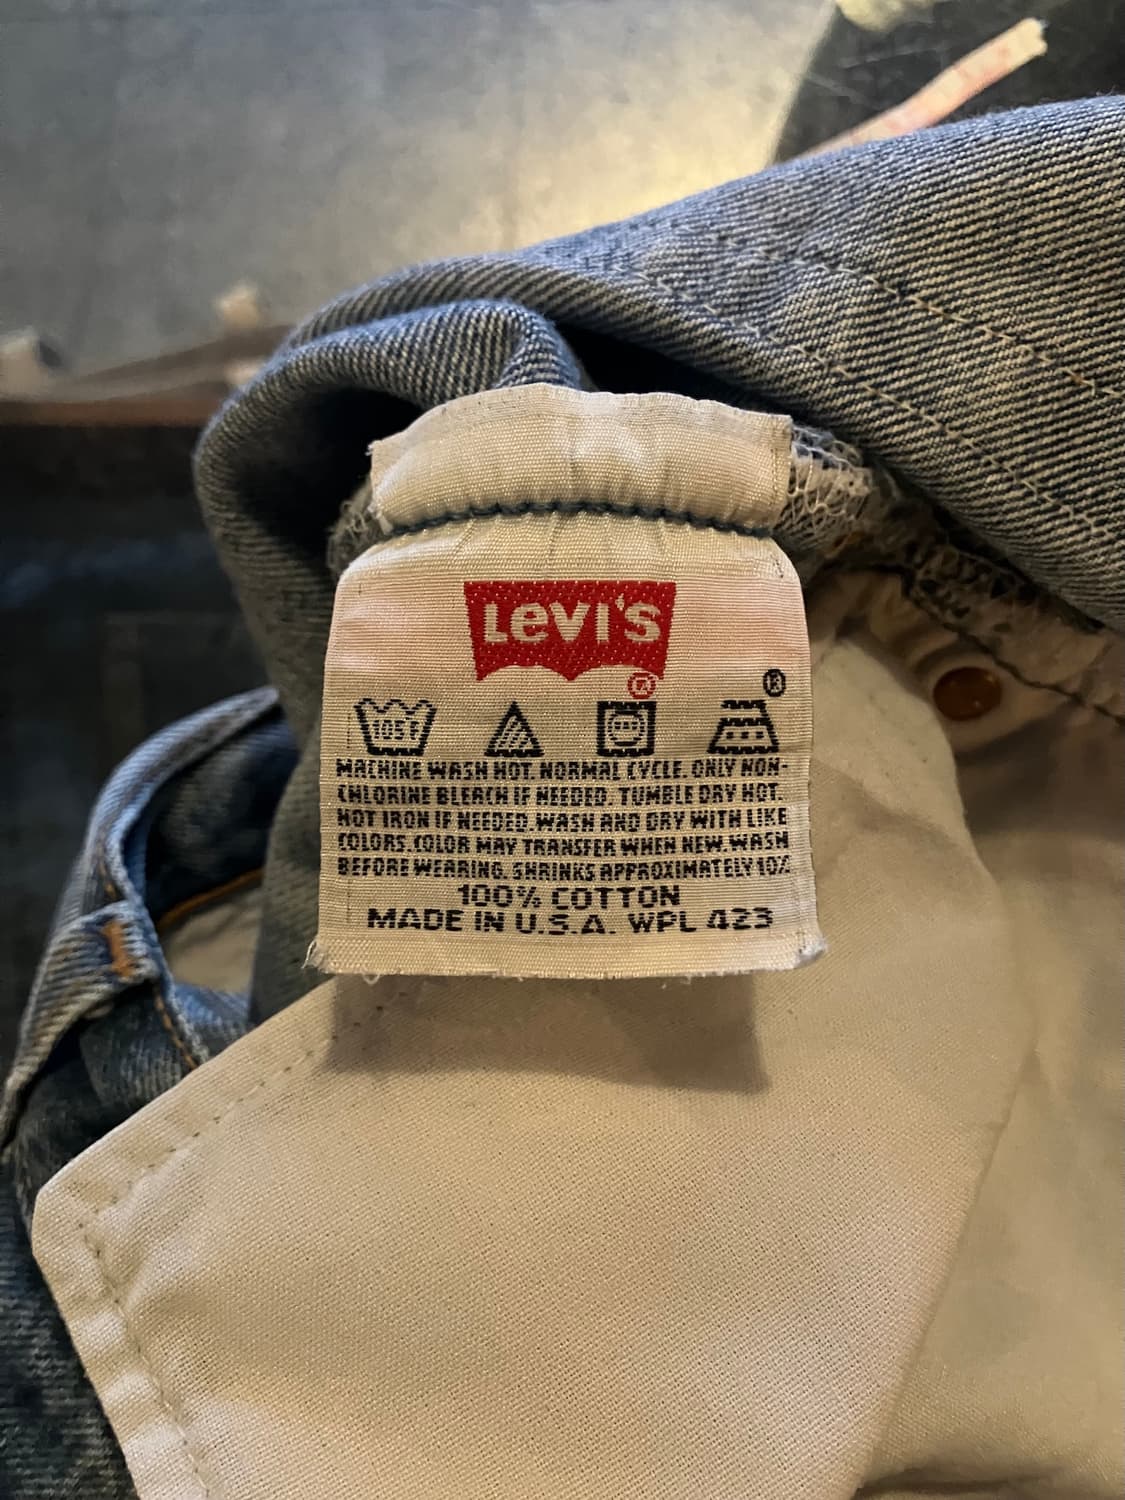 Levi's
®
®
105F
MACHINE WASH HOT. NORMAL CYCLE. ONLY NON-
CHLORINE BLEACH IF NEEDED. TUMBLE DRY HOT.
HOT IRON IF NEEDED. WASH AND DRY WITH LIKE
COLORS. COLOR MAY TRANSFER WHEN NEW. WASH
BEFORE WEARING. SHRINKS APPROXIMATELY 10%
100% COTTON
MADE IN U.S.A. WPL 423